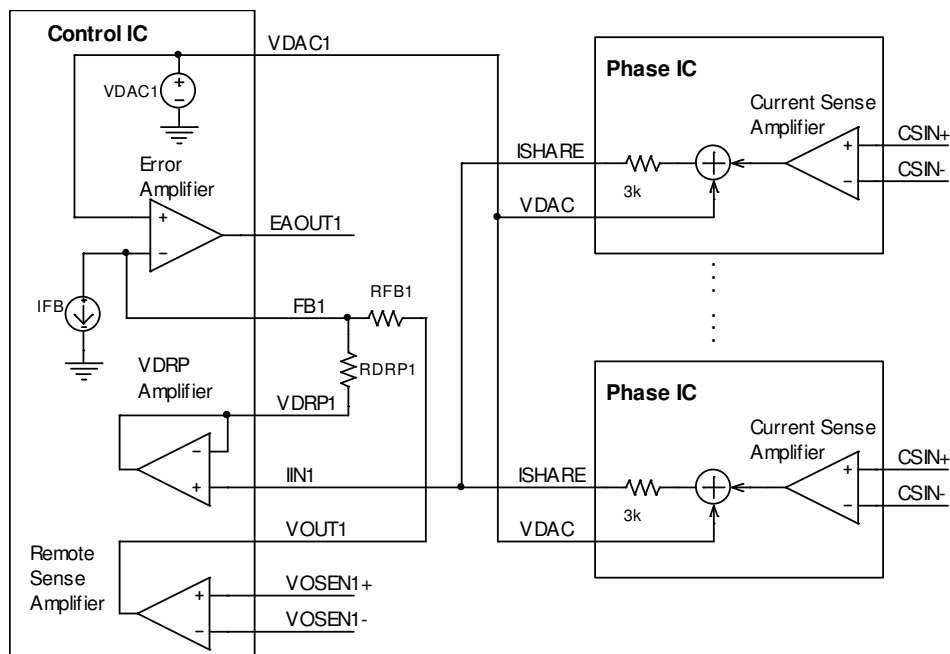 Control IC
VDAC1
VDAC1
+
−
Error
Amplifier
+
−
EAOUT1
IFB
FB1
RFB1
RDRP1
VDRP
Amplifier
VDRP1
−
+
IIN1
VOUT1
Remote
Sense
Amplifier
+
−
VOSEN1+
VOSEN1-
Phase IC
Current Sense
Amplifier
CSIN+
CSIN-
+
−
ISHARE
3k
VDAC
Phase IC
Current Sense
Amplifier
CSIN+
CSIN-
+
−
ISHARE
3k
VDAC